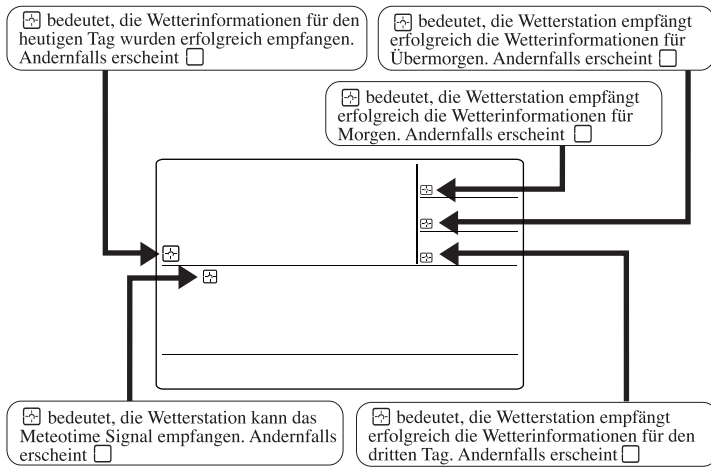 bedeutet, die Wetterinformationen für den
heutigen Tag wurden erfolgreich empfangen.
Andernfalls erscheint
bedeutet, die Wetterstation empfängt
erfolgreich die Wetterinformationen für
Übermorgen. Andernfalls erscheint
bedeutet, die Wetterstation empfängt
erfolgreich die Wetterinformationen für
Morgen. Andernfalls erscheint
bedeutet, die Wetterstation kann das
Meteotime Signal empfangen. Andernfalls
erscheint
bedeutet, die Wetterstation empfängt
erfolgreich die Wetterinformationen für den
dritten Tag. Andernfalls erscheint